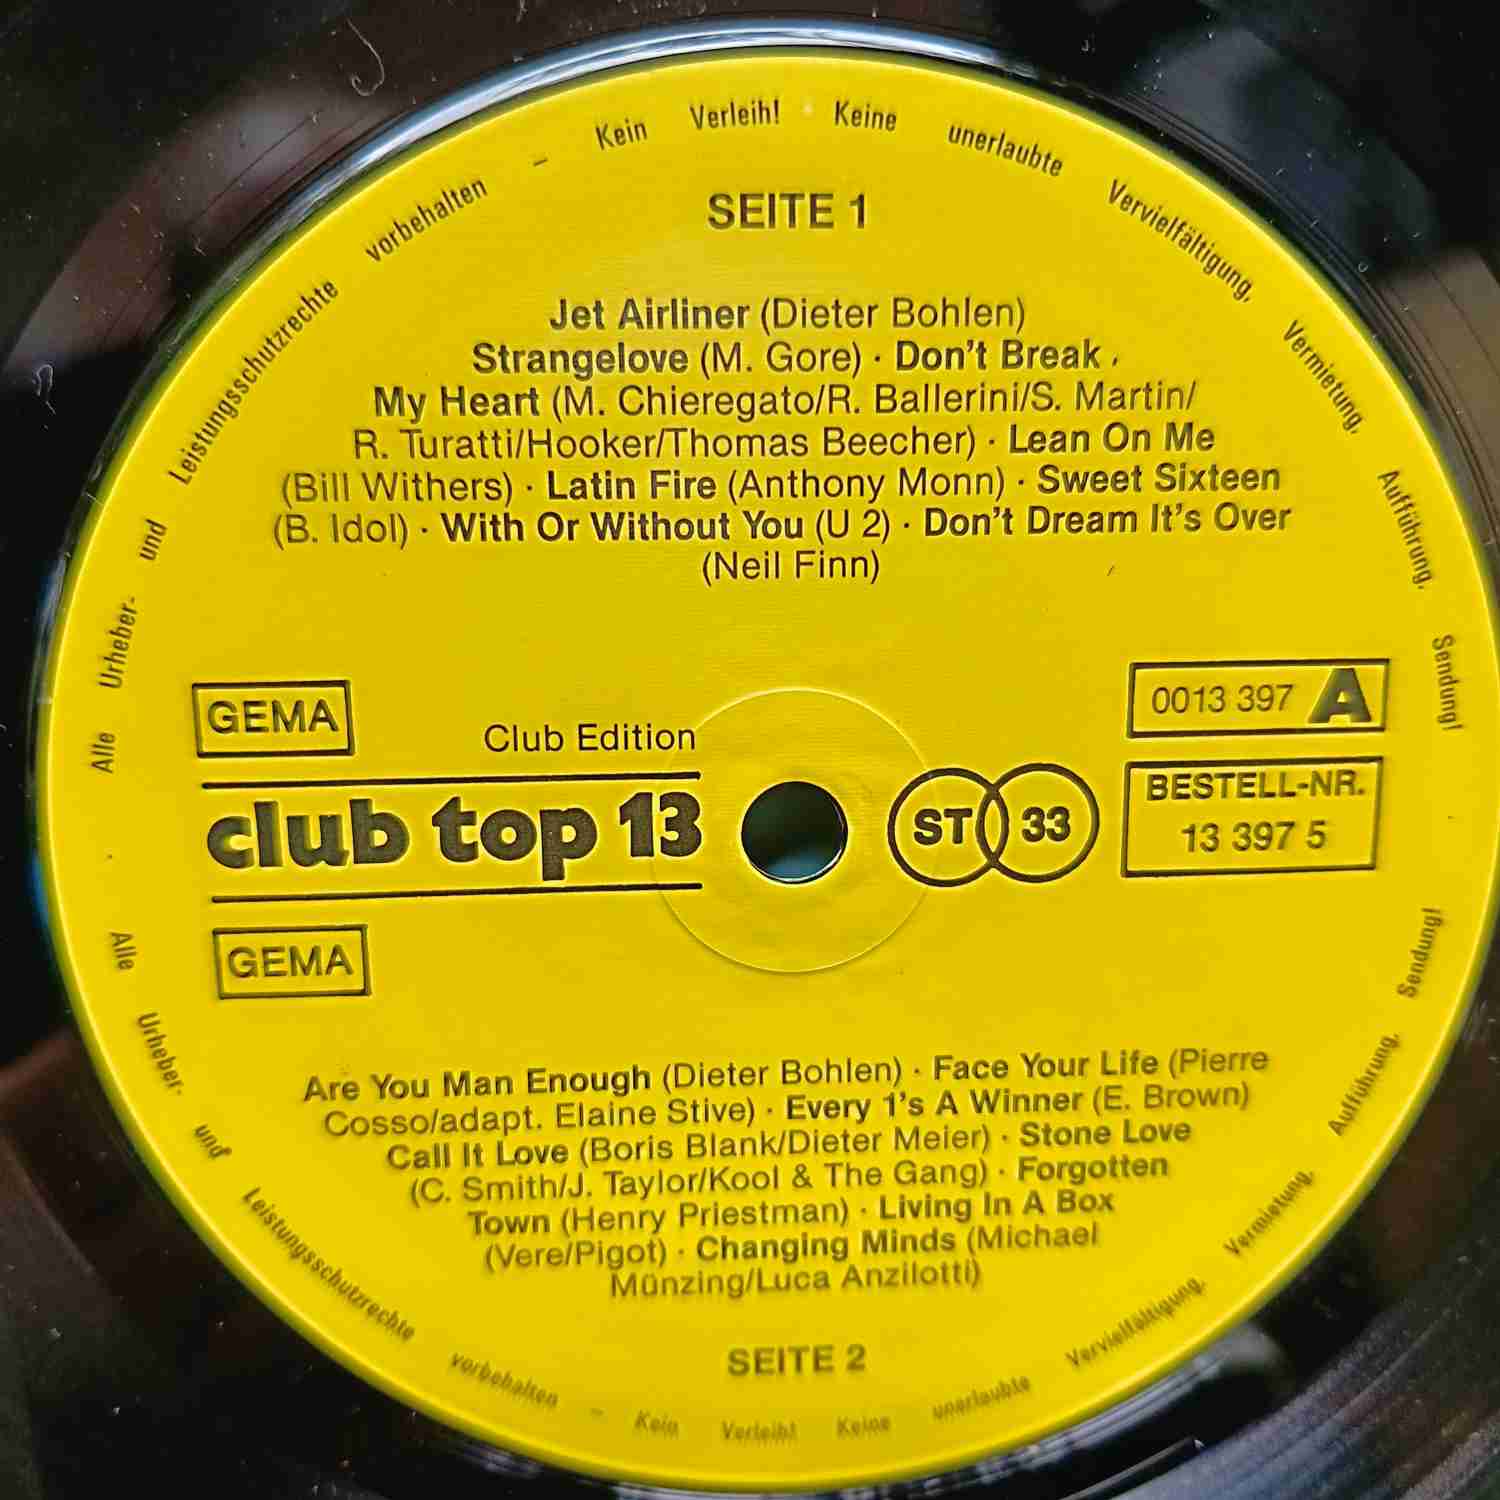 Alle Urheber- und Leistungsschutzrechte vorbehalten – Kein Verleih! Keine unerlaubte Vervielfältigung, Vermietung, Aufführung, Sendung!
SEITE 1
Jet Airliner (Dieter Bohlen)
Strangelove (M. Gore) · Don't Break
My Heart (M. Chieregato/R. Ballerini/S. Martin/
R. Turatti/Hooker/Thomas Beecher) · Lean On Me
(Bill Withers) · Latin Fire (Anthony Monn) · Sweet Sixteen
(B. Idol) · With Or Without You (U 2) · Don't Dream It's Over
(Neil Finn)
GEMA
Club Edition
club top 13
GEMA
ST 33
0013 397 A
BESTELL-NR.
13 397 5
Are You Man Enough (Dieter Bohlen) · Face Your Life (Pierre
Cosso/adapt. Elaine Stive) · Every 1's A Winner (E. Brown)
Call It Love (Boris Blank/Dieter Meier) · Stone Love
(C. Smith/J. Taylor/Kool & The Gang) · Forgotten
Town (Henry Priestman) · Living In A Box
(Vere/Pigot) · Changing Minds (Michael
Münzing/Luca Anzilotti)
SEITE 2
Alle Urheber- und Leistungsschutzrechte vorbehalten – Kein Verleih! Keine unerlaubte Vervielfältigung, Vermietung, Aufführung, Sendung!